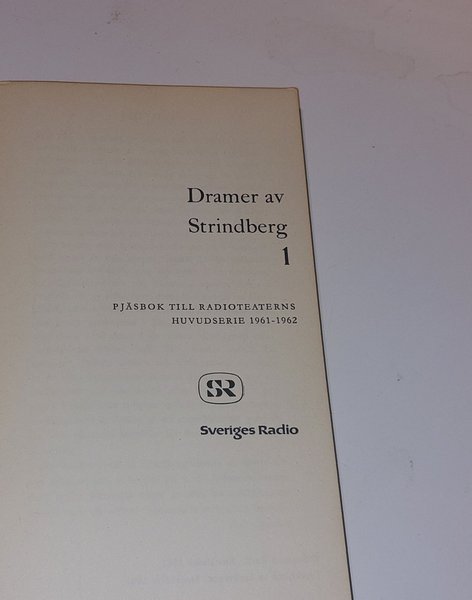 Dramer av
Strindberg
1
PJÄSBOK TILL RADIOTEATERNS
HUVUDSERIE 1961-1962
SR
Sveriges Radio